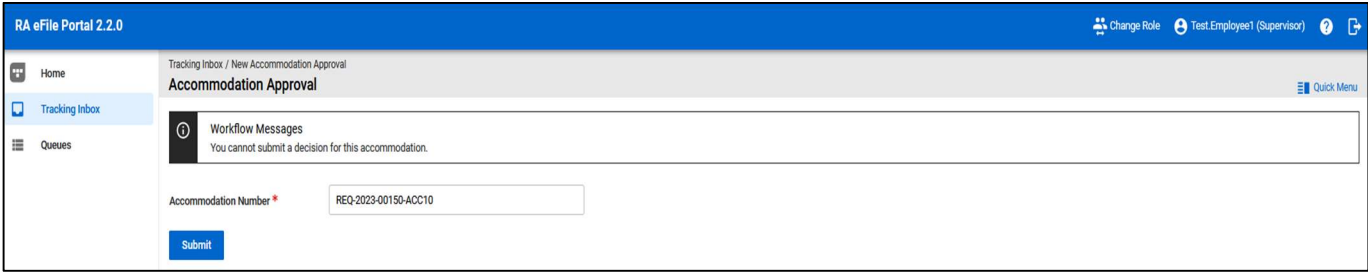 RA eFile Portal 2.2.0
Change Role
Test.Employee1 (Supervisor)
?
Home
Tracking Inbox
Queues
Tracking Inbox / New Accommodation Approval
Accommodation Approval
Quick Menu
Workflow Messages
You cannot submit a decision for this accommodation.
Accommodation Number *
REQ-2023-00150-ACC10
Submit